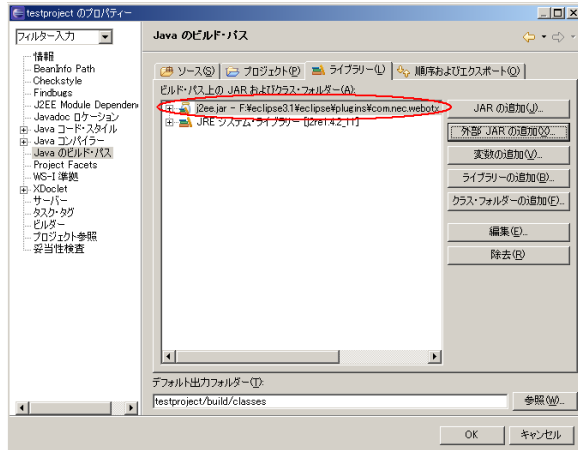 testproject のプロパティー
フィルター入力
Java のビルド・パス
情報
BeanInfo Path
Checkstyle
Findbugs
J2EE Module Dependen
Javadoc ロケーション
Java コード・スタイル
Java コンパイラー
Java のビルド・パス
Project Facets
WS-I 準拠
XDoclet
サーバー
タスク・タグ
ビルダー
プロジェクト参照
妥当性検査
ソース(S)
プロジェクト(P)
ライブラリー(L)
順序およびエクスポート(O)
ビルド・パス上の JAR およびクラス・フォルダー(A):
j2ee.jar - F:¥eclipse3.1¥eclipse¥plugins¥com.nec.webotx
JRE システム・ライブラリー [j2re1.4.2_11]
JAR の追加(J)...
外部 JAR の追加(X)...
変数の追加(V)...
ライブラリーの追加(B)...
クラス・フォルダーの追加(F)...
編集(E)...
除去(R)
デフォルト出力フォルダー(T):
testproject/build/classes
参照(W)...
OK
キャンセル